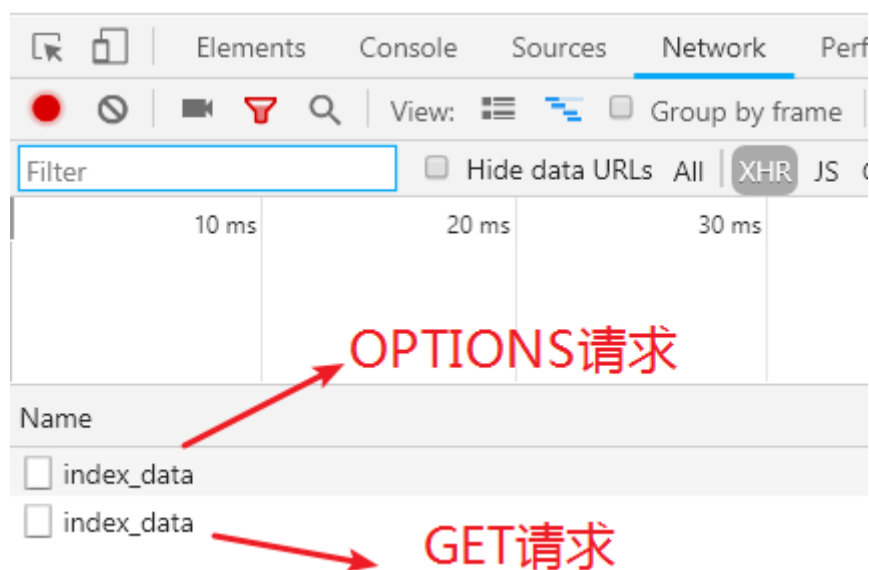 Elements Console Sources Network Perf
View: Group by frame
Filter Hide data URLs All XHR JS
10 ms 20 ms 30 ms
OPTIONS请求
Name
index_data
index_data
GET请求